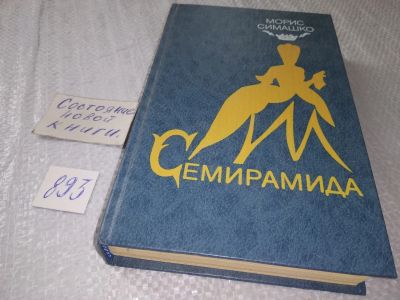 МОРИС
СИМАШКО
СЕМИРАМИДА
Состояние
новой
книги.
893